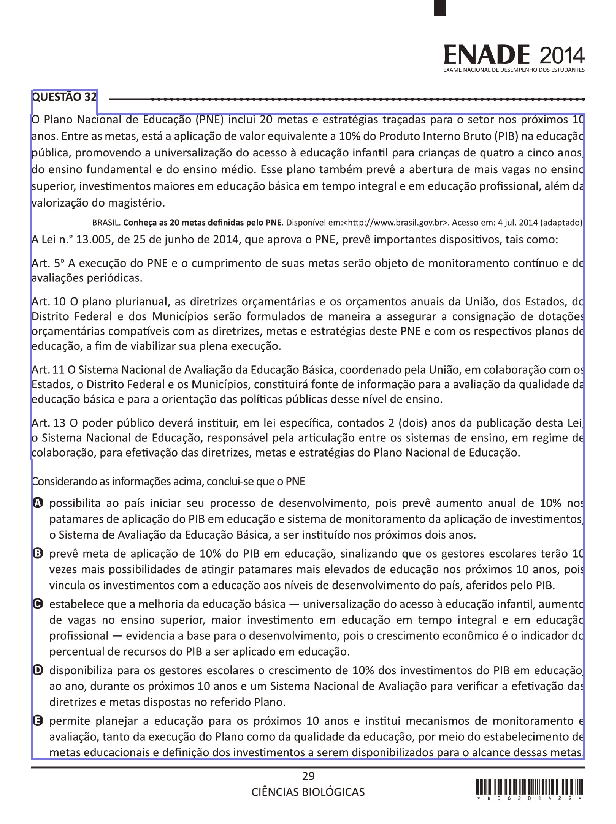 ENADE 2014
EXAME NACIONAL DE DESEMPENHO DOS ESTUDANTES
QUESTÃO 32
O Plano Nacional de Educação (PNE) inclui 20 metas e estratégias traçadas para o setor nos próximos 10
anos. Entre as metas, está a aplicação de valor equivalente a 10% do Produto Interno Bruto (PIB) na educação
pública, promovendo a universalização do acesso à educação infantil para crianças de quatro a cinco anos,
do ensino fundamental e do ensino médio. Esse plano também prevê a abertura de mais vagas no ensino
superior, investimentos maiores em educação básica em tempo integral e em educação profissional, além da
valorização do magistério.
BRASIL. Conheça as 20 metas definidas pelo PNE. Disponível em:<http://www.brasil.gov.br>. Acesso em: 4 jul. 2014 (adaptado)
A Lei n.° 13.005, de 25 de junho de 2014, que aprova o PNE, prevê importantes dispositivos, tais como:
Art. 5° A execução do PNE e o cumprimento de suas metas serão objeto de monitoramento contínuo e de
avaliações periódicas.
Art. 10 O plano plurianual, as diretrizes orçamentárias e os orçamentos anuais da União, dos Estados, do
Distrito Federal e dos Municípios serão formulados de maneira a assegurar a consignação de dotações
orçamentárias compatíveis com as diretrizes, metas e estratégias deste PNE e com os respectivos planos de
educação, a fim de viabilizar sua plena execução.
Art. 11 O Sistema Nacional de Avaliação da Educação Básica, coordenado pela União, em colaboração com os
Estados, o Distrito Federal e os Municípios, constituirá fonte de informação para a avaliação da qualidade da
educação básica e para a orientação das políticas públicas desse nível de ensino.
Art. 13 O poder público deverá instituir, em lei específica, contados 2 (dois) anos da publicação desta Lei,
o Sistema Nacional de Educação, responsável pela articulação entre os sistemas de ensino, em regime de
colaboração, para efetivação das diretrizes, metas e estratégias do Plano Nacional de Educação.
Considerando as informações acima, conclui-se que o PNE
A possibilita ao país iniciar seu processo de desenvolvimento, pois prevê aumento anual de 10% nos
patamares de aplicação do PIB em educação e sistema de monitoramento da aplicação de investimentos,
o Sistema de Avaliação da Educação Básica, a ser instituído nos próximos dois anos.
B prevê meta de aplicação de 10% do PIB em educação, sinalizando que os gestores escolares terão 10
vezes mais possibilidades de atingir patamares mais elevados de educação nos próximos 10 anos, pois
vincula os investimentos com a educação aos níveis de desenvolvimento do país, aferidos pelo PIB.
C estabelece que a melhoria da educação básica — universalização do acesso à educação infantil, aumento
de vagas no ensino superior, maior investimento em educação em tempo integral e em educação
profissional — evidencia a base para o desenvolvimento, pois o crescimento econômico é o indicador do
percentual de recursos do PIB a ser aplicado em educação.
D disponibiliza para os gestores escolares o crescimento de 10% dos investimentos do PIB em educação,
ao ano, durante os próximos 10 anos e um Sistema Nacional de Avaliação para verificar a efetivação das
diretrizes e metas dispostas no referido Plano.
E permite planejar a educação para os próximos 10 anos e institui mecanismos de monitoramento e
avaliação, tanto da execução do Plano como da qualidade da educação, por meio do estabelecimento de
metas educacionais e definição dos investimentos a serem disponibilizados para o alcance dessas metas.
29
CIÊNCIAS BIOLÓGICAS